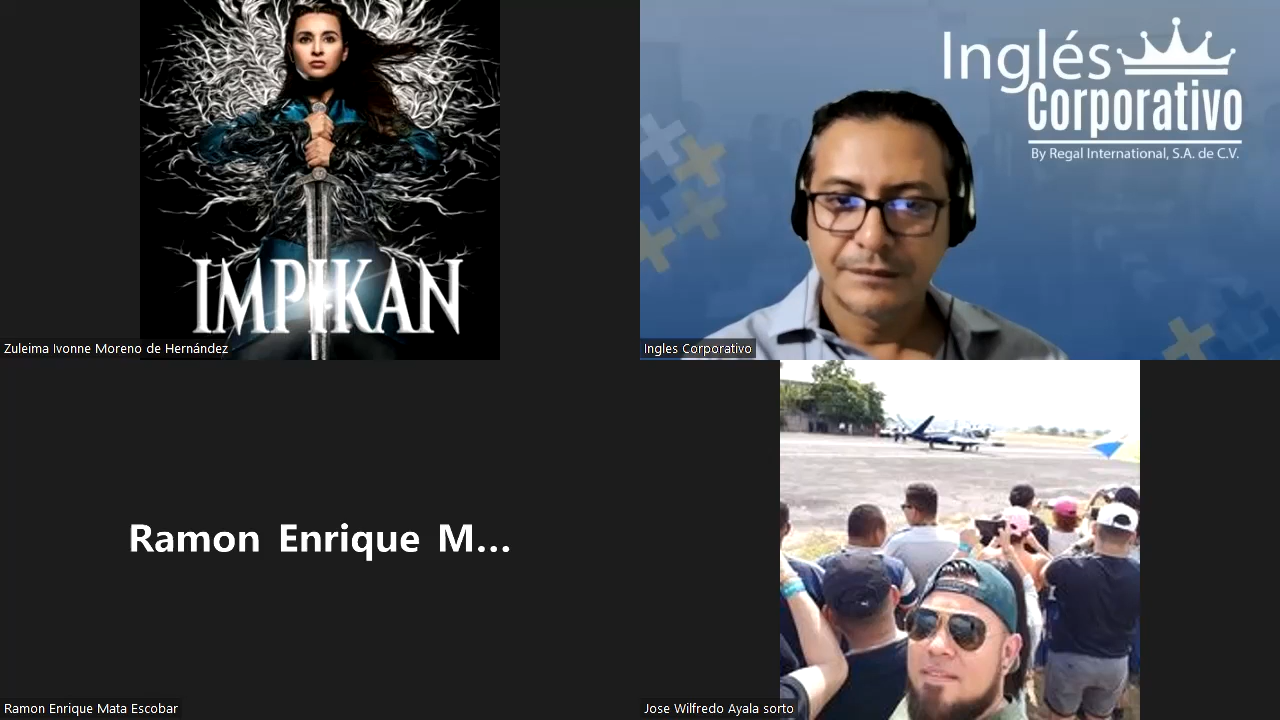 IMPIKAN
Zuleima Ivonne Moreno de Hernández
Inglés
Corporativo
By Regal International, S.A. de C.V.
Ingles Corporativo
Ramon Enrique M...
Ramon Enrique Mata Escobar
Jose Wilfredo Ayala sorto